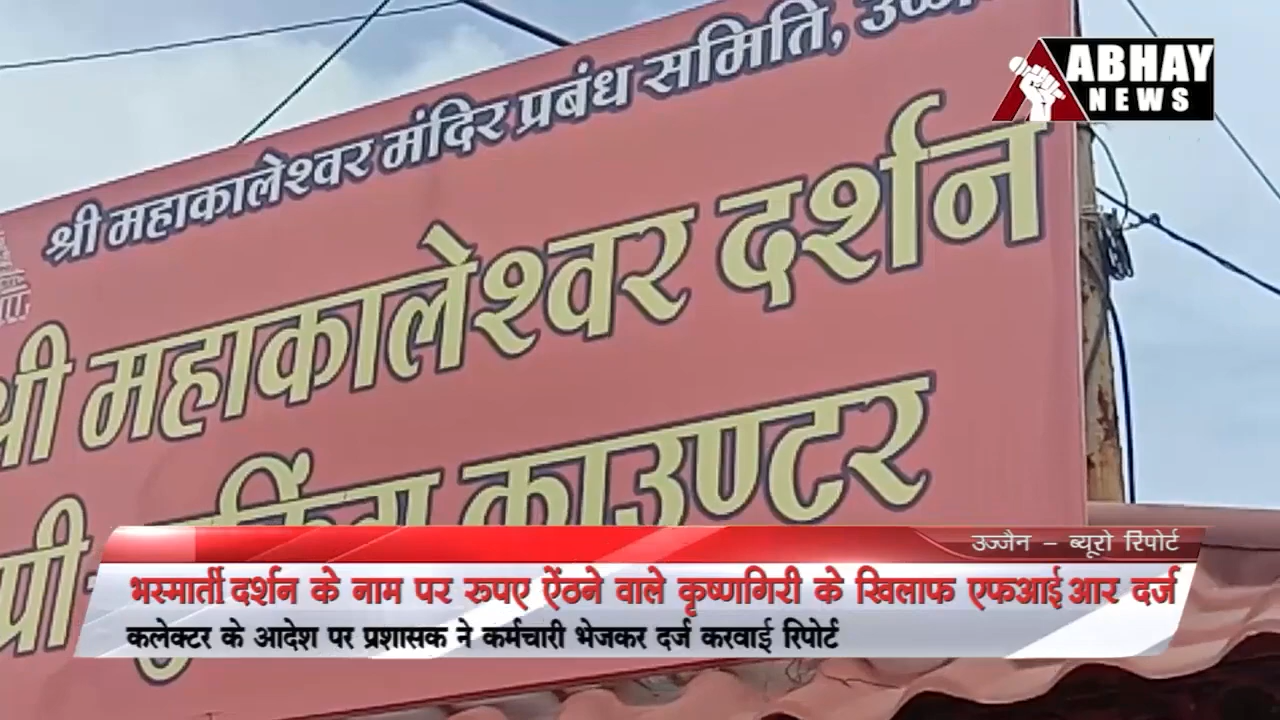 श्री महाकालेश्वर मंदिर प्रबंध समिति,
ABHAY
NEWS
श्री महाकालेश्वर दर्शन
काउण्टर
उज्जैन - ब्यूरो रिपोर्ट
भस्मार्ती दर्शन के नाम पर रूपए ऐंठने वाले कृष्णागिरी के खिलाफ एफआईआर दर्ज
कलेक्टर के आदेश पर प्रशासक ने कर्मचारी भेजकर दर्ज करवाई रिपोर्ट